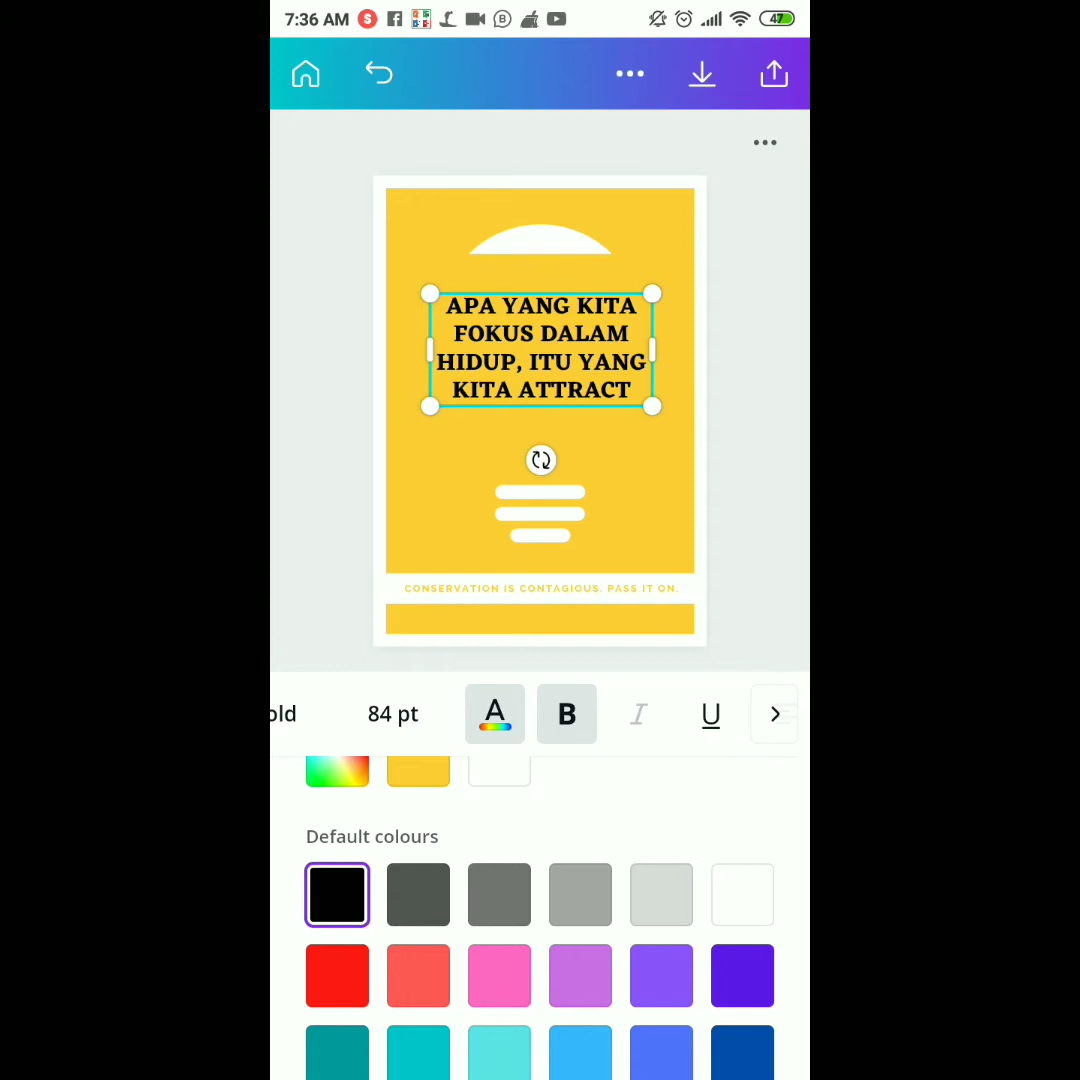 7:36 AM
47
APA YANG KITA
FOKUS DALAM
HIDUP, ITU YANG
KITA ATTRACT
CONSERVATION IS CONTAGIOUS. PASS IT ON.
old 84 pt A B I U
Default colours